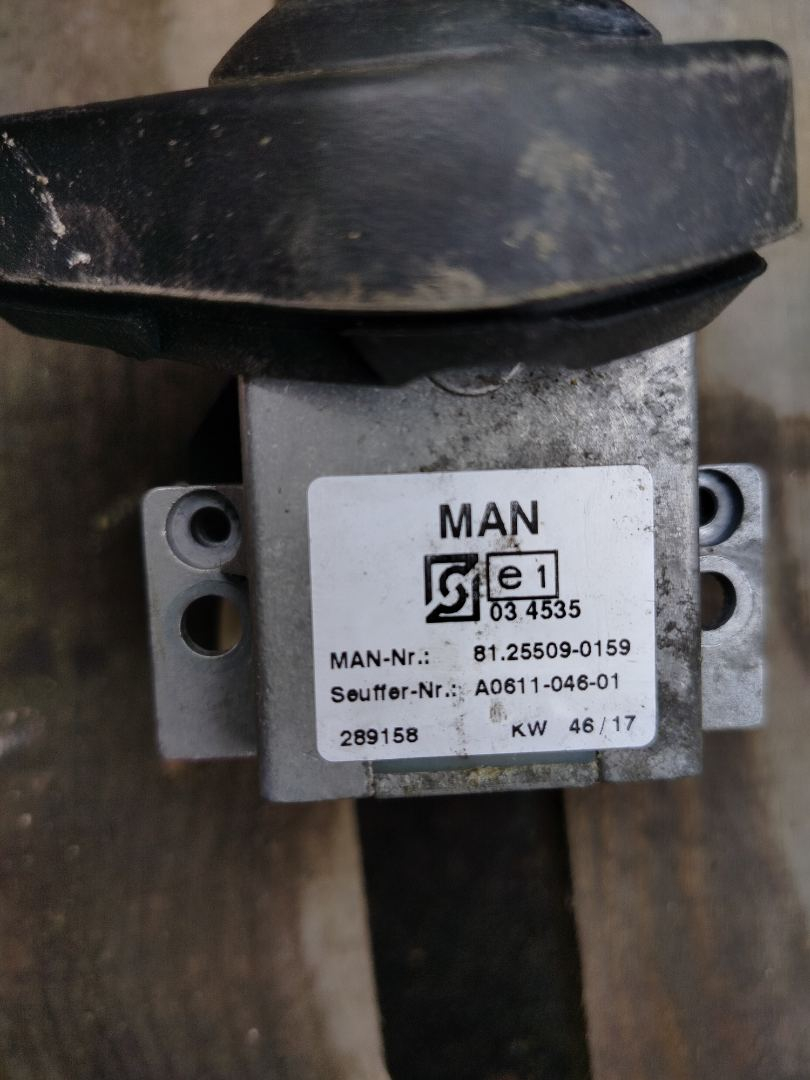 MAN
e 1
03 4535
MAN-Nr.: 81.25509-0159
Seuffer-Nr.: A0611-046-01
289158 KW 46/17